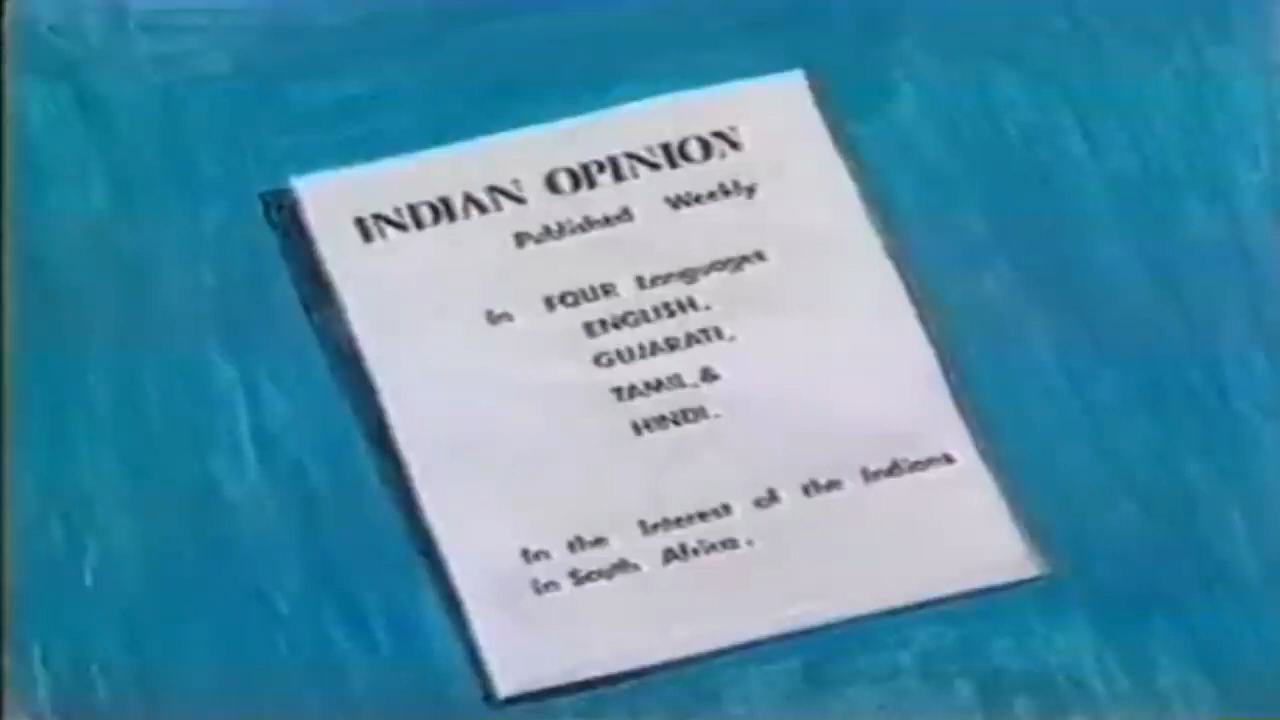 INDIAN OPINION
Published Weekly
In FOUR Languages
ENGLISH,
GUJARATI,
TAMIL,&
HINDI.
In the Interest of the Indians
in South Africa.